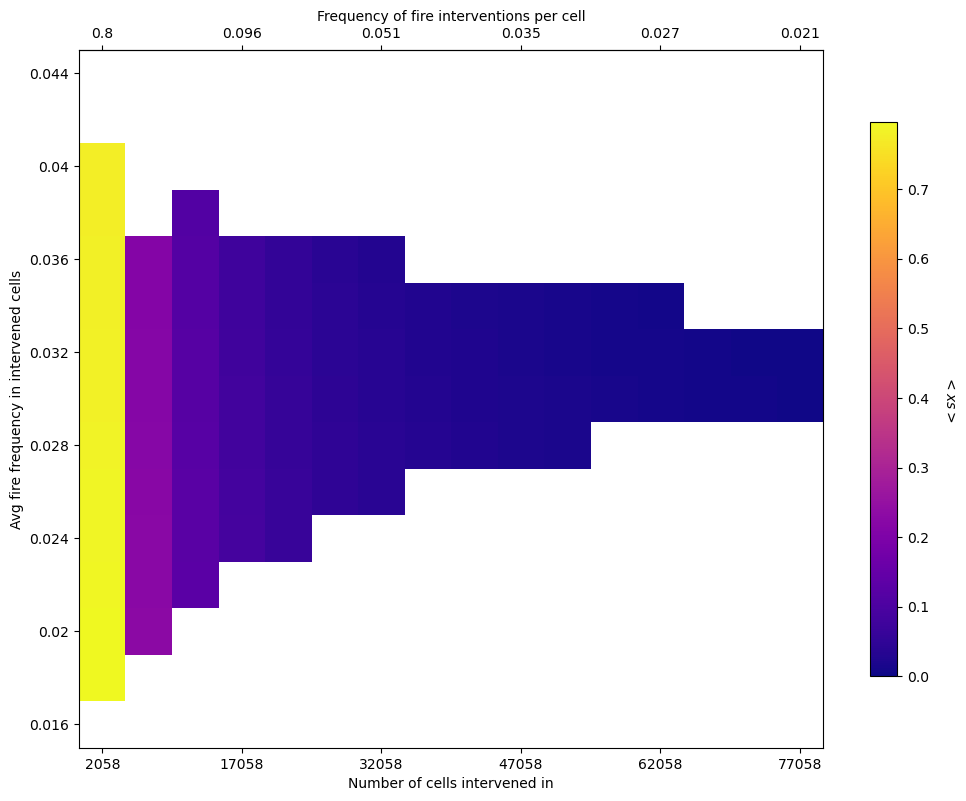 Frequency of fire interventions per cell
0.8 0.096 0.051 0.035 0.027 0.021
0.044
0.04
0.036
0.032
0.028
0.024
0.02
0.016
Avg fire frequency in intervened cells
2058 17058 32058 47058 62058 77058
Number of cells intervened in
0.7
0.6
0.5
0.4
0.3
0.2
0.1
0.0
<xs>